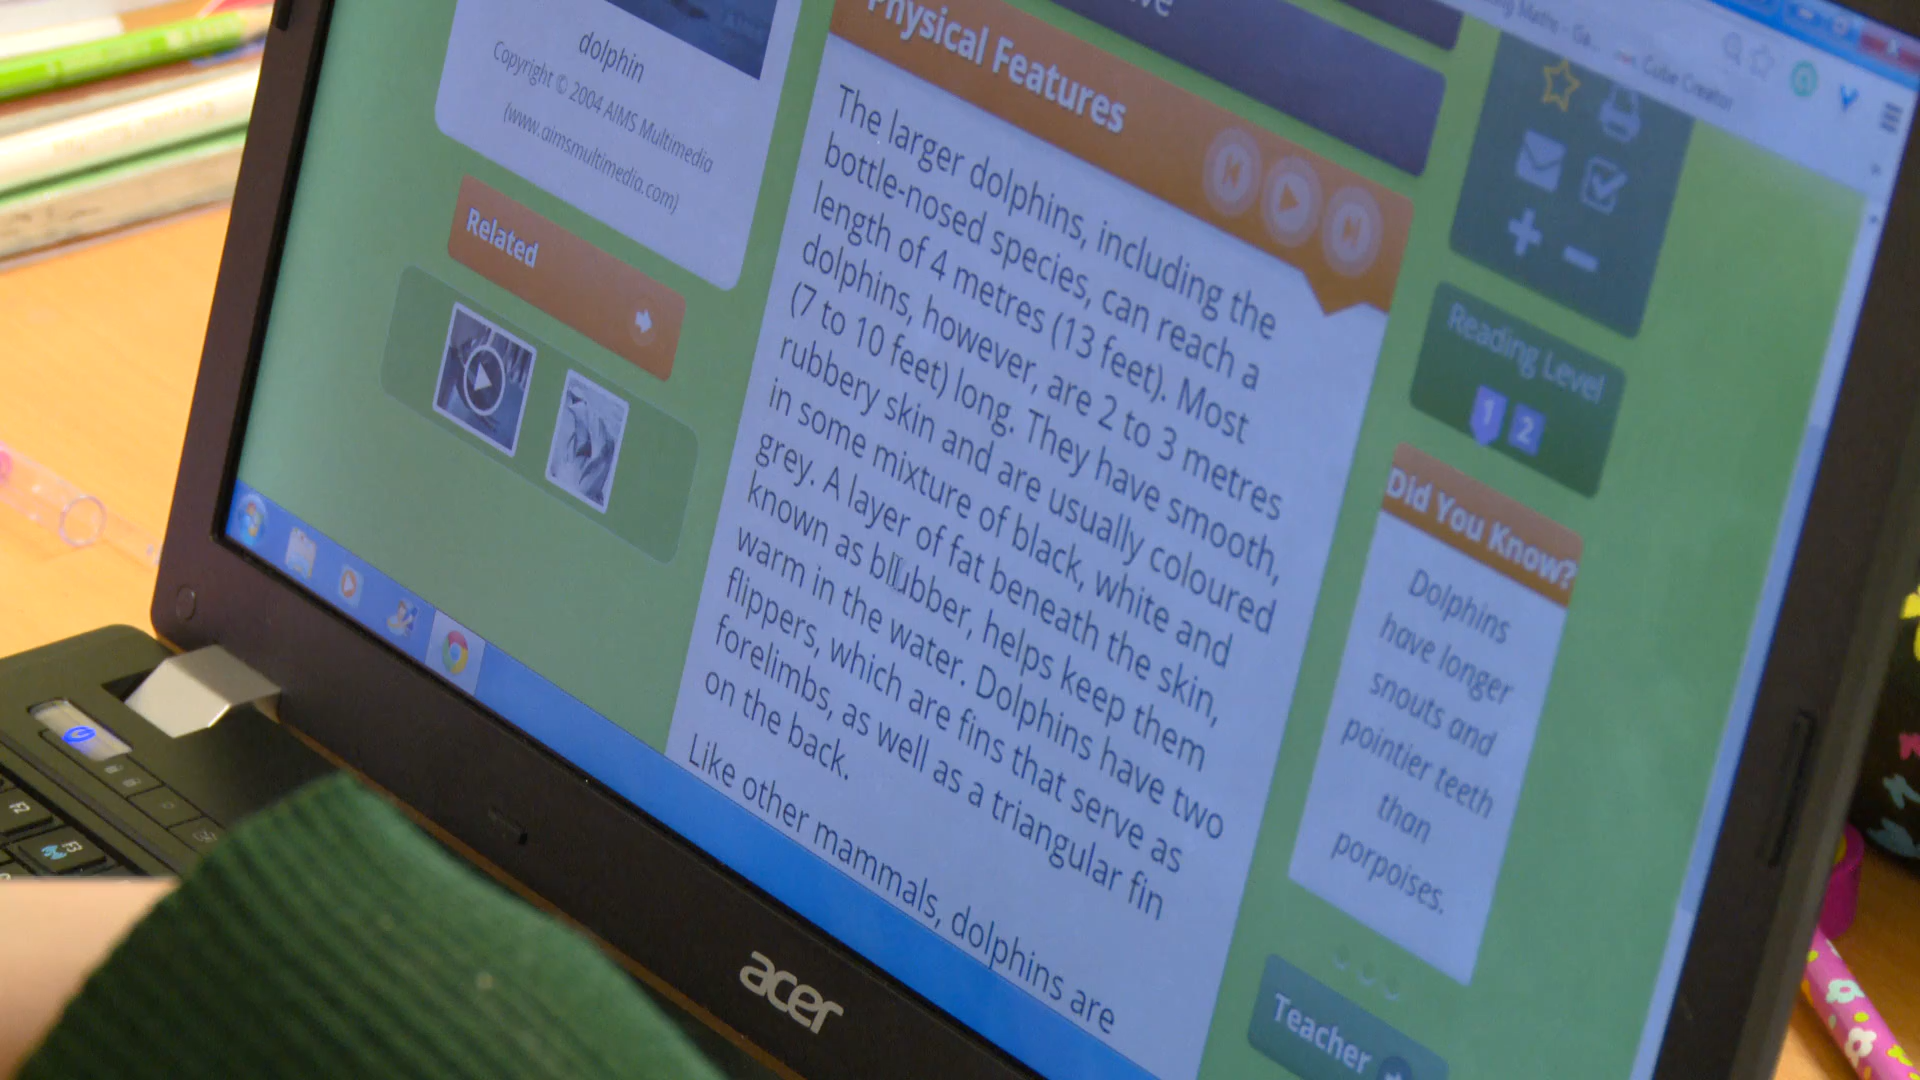 dolphin
Copyright © 2004 AIMS Multimedia
(www.aimsmultimedia.com)
Related
Physical Features
The larger dolphins, including the
bottle-nosed species, can reach a
length of 4 metres (13 feet). Most
dolphins, however, are 2 to 3 metres
(7 to 10 feet) long. They have smooth,
rubbery skin and are usually coloured
in some mixture of black, white and
grey. A layer of fat beneath the skin,
known as blubber, helps keep them
warm in the water. Dolphins have two
flippers, which are fins that serve as
forelimbs, as well as a triangular fin
on the back.
Like other mammals, dolphins are
Cube Creator
Reading Level
1 2
Did You Know?
Dolphins
have longer
snouts and
pointier teeth
than
porpoises.
Teacher
F2
F3
acer